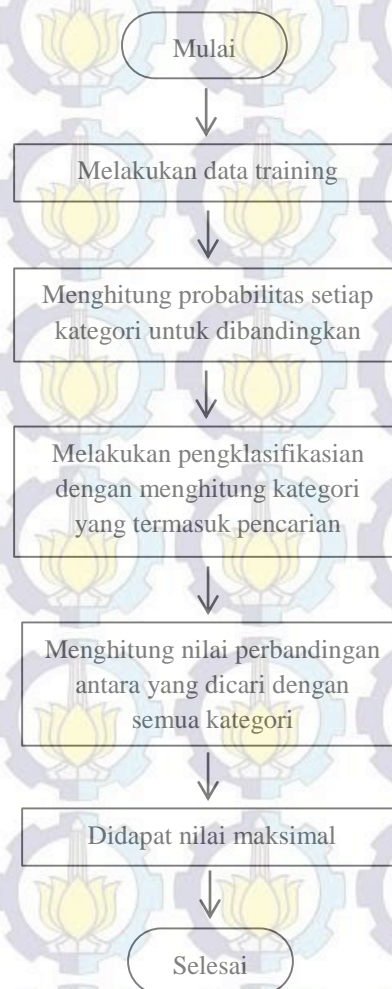 Mulai
Melakukan data training
Menghitung probabilitas setiap
kategori untuk dibandingkan
Melakukan pengklasifikasian
dengan menghitung kategori
yang termasuk pencarian
Menghitung nilai perbandingan
antara yang dicari dengan
semua kategori
Didapat nilai maksimal
Selesai